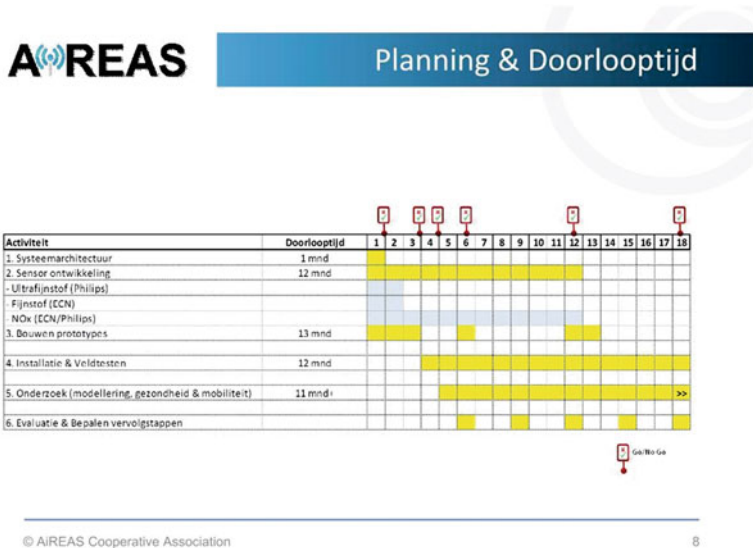 AiREAS
Planning & Doorlooptijd
Activiteit Doorlooptijd 1 2 3 4 5 6 7 8 9 10 11 12 13 14 15 16 17 18
1. Systeemarchitectuur 1 mnd
2. Sensor ontwikkeling 12 mnd
- Ultrafijnstof (Philips)
- Fijnstof (ECN)
- NOx (ECN/Philips)
3. Bouwen prototypes 13 mnd
4. Installatie & Veldtesten 12 mnd
5. Onderzoek (modellering, gezondheid & mobiliteit) 11 mnd+ >>
6. Evaluatie & Bepalen vervolgstappen
Go/No-Go
© AiREAS Cooperative Association 8